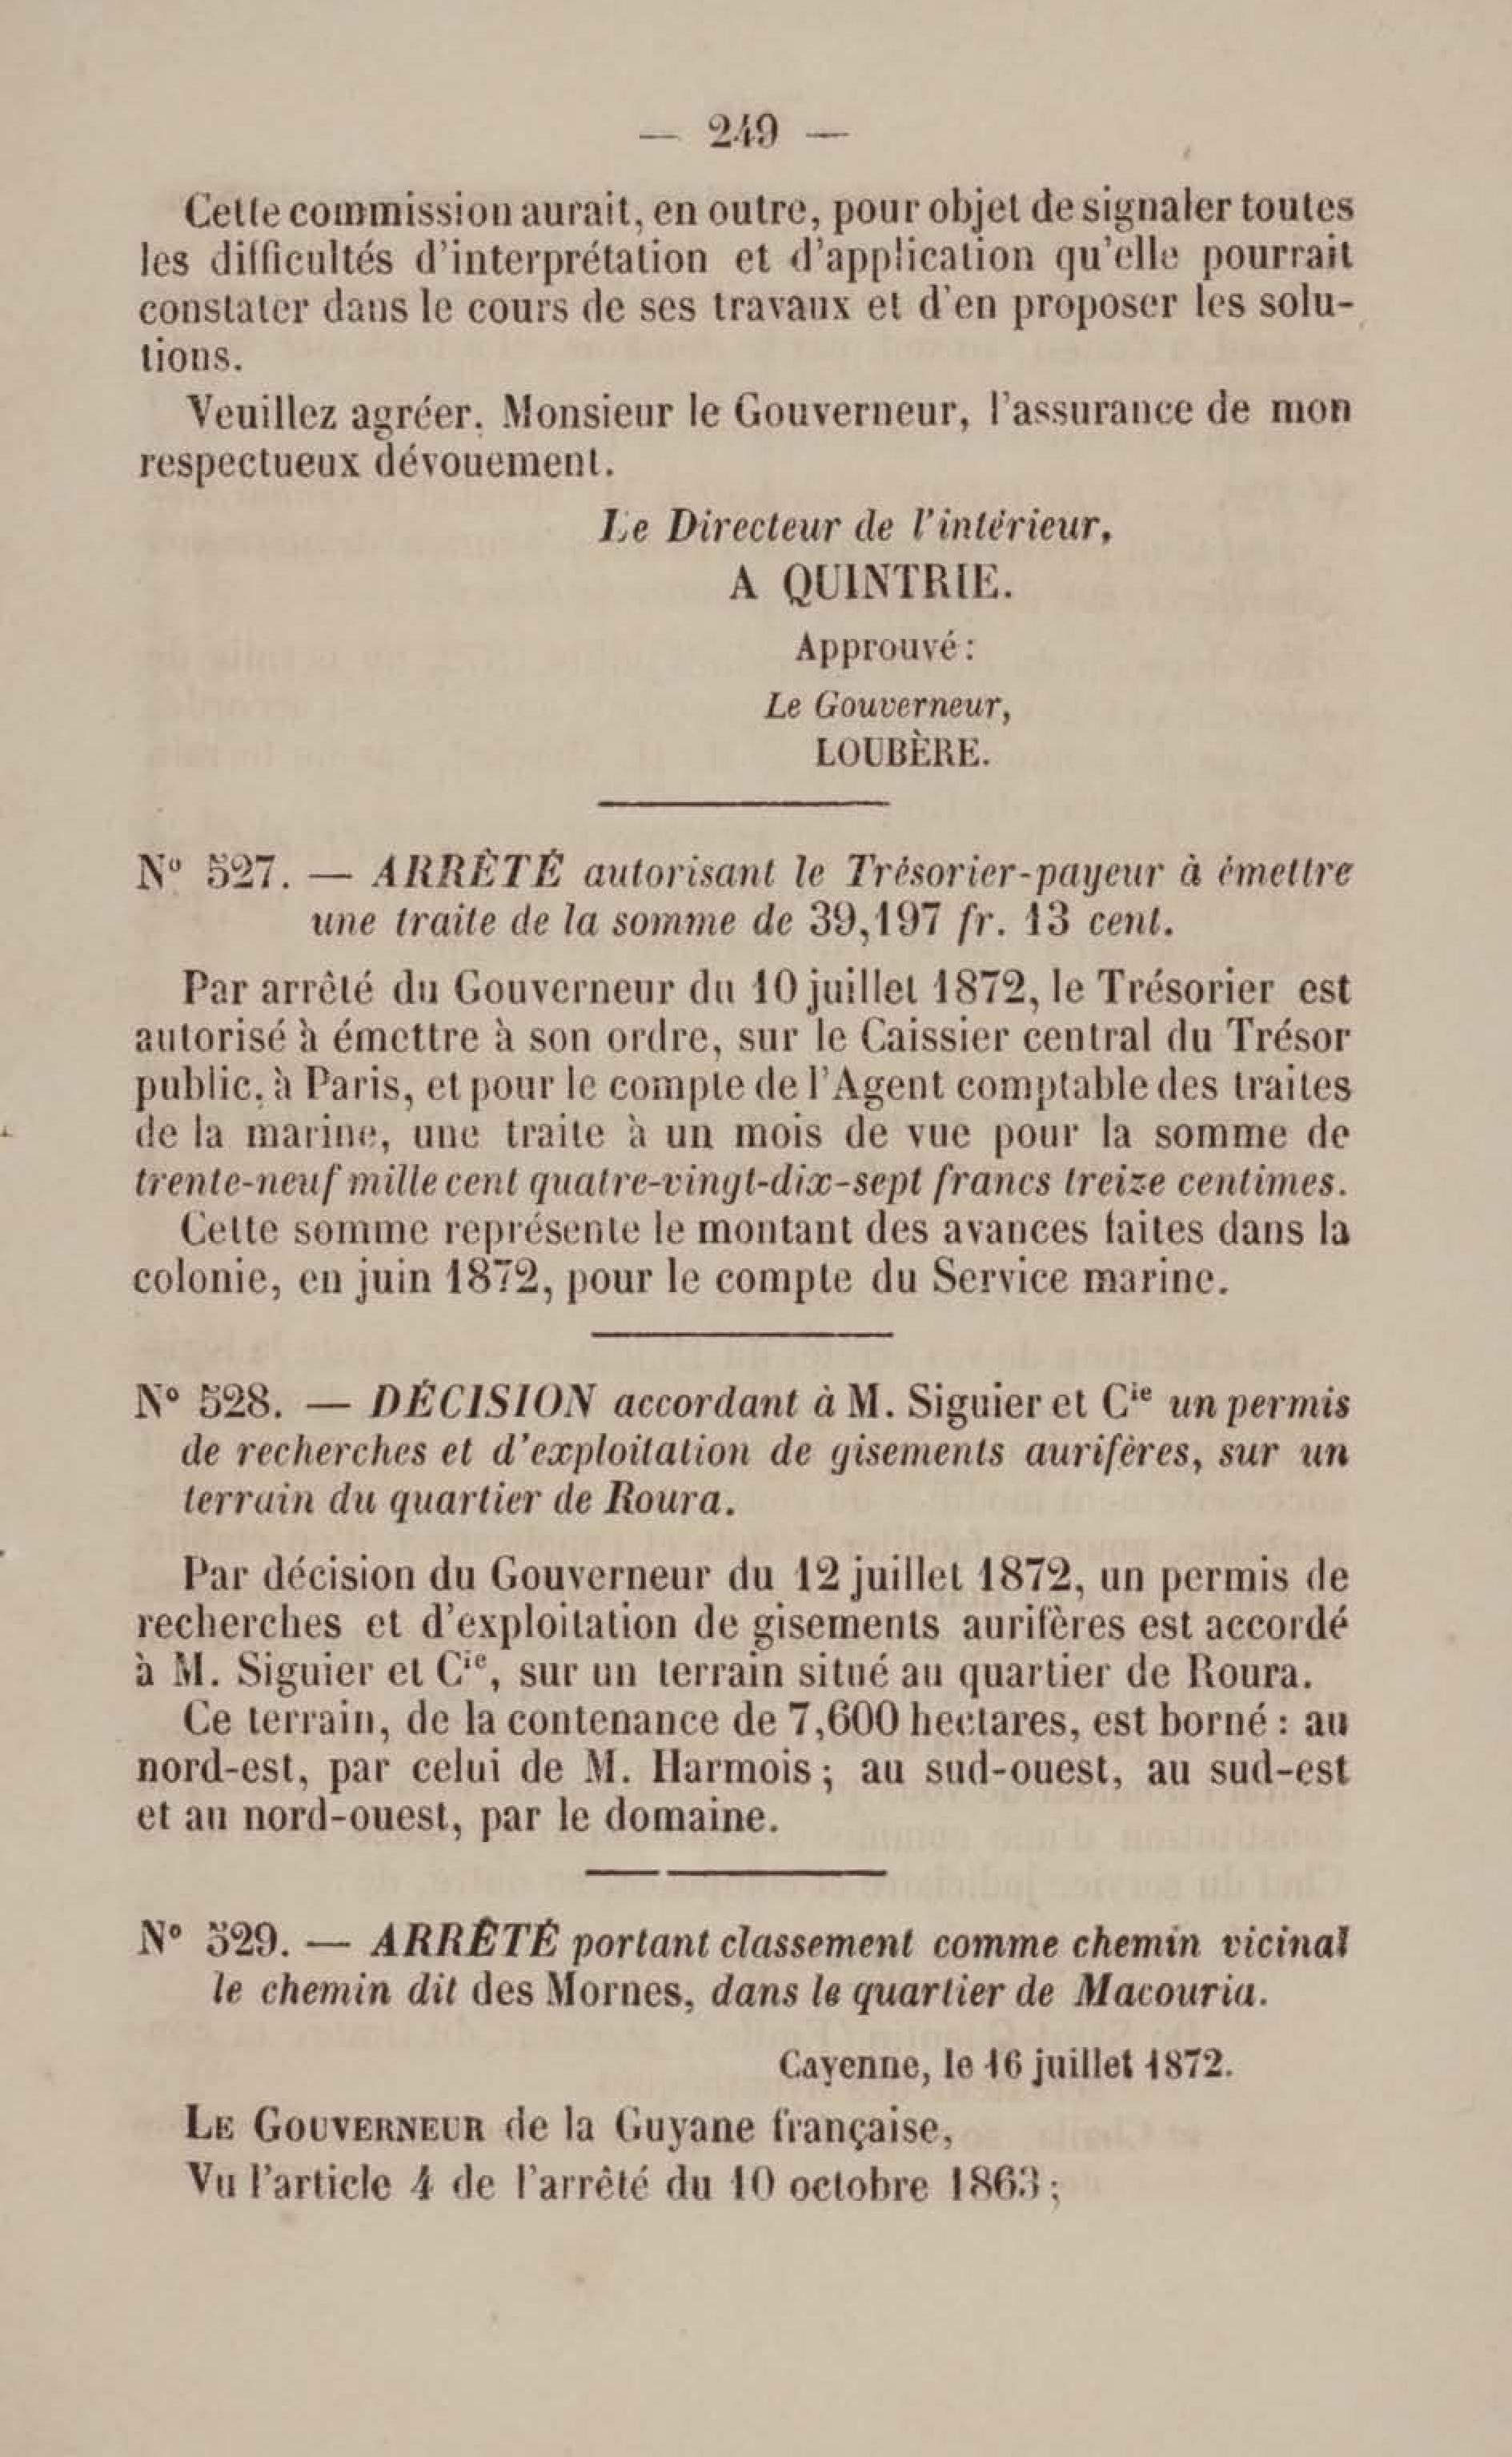 — 249 —
Cette commission aurait, en outre, pour objet de signaler toutes
les difficultés d'interprétation et d'application qu'elle pourrait
constater dans le cours de ses travaux et d'en proposer les solu-
tions.
Veuillez agréer, Monsieur le Gouverneur, l'assurance de mon
respectueux dévouement.
Le Directeur de l'intérieur,
A QUINTRIE.
Approuvé :
Le Gouverneur,
LOUBÈRE.
N° 527. — ARRÊTÉ autorisant le Trésorier-payeur à émettre
une traite de la somme de 39,197 fr. 13 cent.
Par arrêté du Gouverneur du 10 juillet 1872, le Trésorier est
autorisé à émettre à son ordre, sur le Caissier central du Trésor
public, à Paris, et pour le compte de l'Agent comptable des traites
de la marine, une traite à un mois de vue pour la somme de
trente-neuf mille cent quatre-vingt-dix-sept francs treize centimes.
Cette somme représente le montant des avances faites dans la
colonie, en juin 1872, pour le compte du Service marine.
N° 528. — DÉCISION accordant à M. Siguier et Cie un permis
de recherches et d'exploitation de gisements aurifères, sur un
terrain du quartier de Roura.
Par décision du Gouverneur du 12 juillet 1872, un permis de
recherches et d'exploitation de gisements aurifères est accordé
à M. Siguier et Cie, sur un terrain situé au quartier de Roura.
Ce terrain, de la contenance de 7,600 hectares, est borné : au
nord-est, par celui de M. Harmois ; au sud-ouest, au sud-est
et au nord-ouest, par le domaine.
N° 529. — ARRÊTÉ portant classement comme chemin vicinal
le chemin dit des Mornes, dans le quartier de Macouria.
Cayenne, le 16 juillet 1872.
LE GOUVERNEUR de la Guyane française,
Vu l'article 4 de l'arrêté du 10 octobre 1863 ;